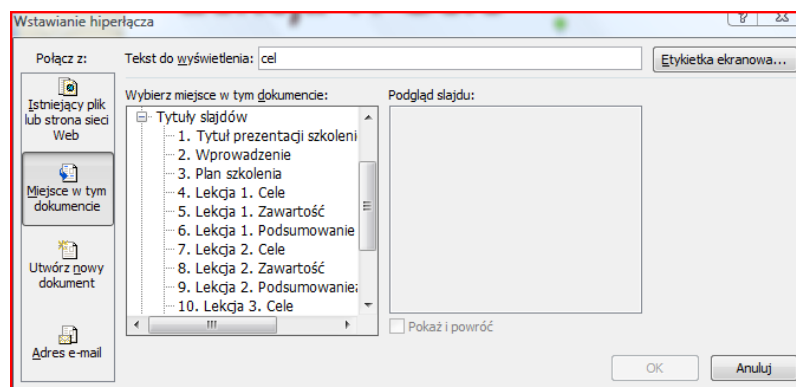 Wstawianie hiperłącza
Połącz z:
Tekst do wyświetlenia: cel
Etykietka ekranowa...
Istniejący plik
lub strona sieci
Web
Miejsce w tym
dokumencie
Utwórz nowy
dokument
Adres e-mail
Wybierz miejsce w tym dokumencie:
Tytuły slajdów
1. Tytuł prezentacji szkoleni
2. Wprowadzenie
3. Plan szkolenia
4. Lekcja 1. Cele
5. Lekcja 1. Zawartość
6. Lekcja 1. Podsumowanie
7. Lekcja 2. Cele
8. Lekcja 2. Zawartość
9. Lekcja 2. Podsumowanie:
10. Lekcja 3. Cele
Podgląd slajdu:
Pokaż i powróć
OK
Anuluj